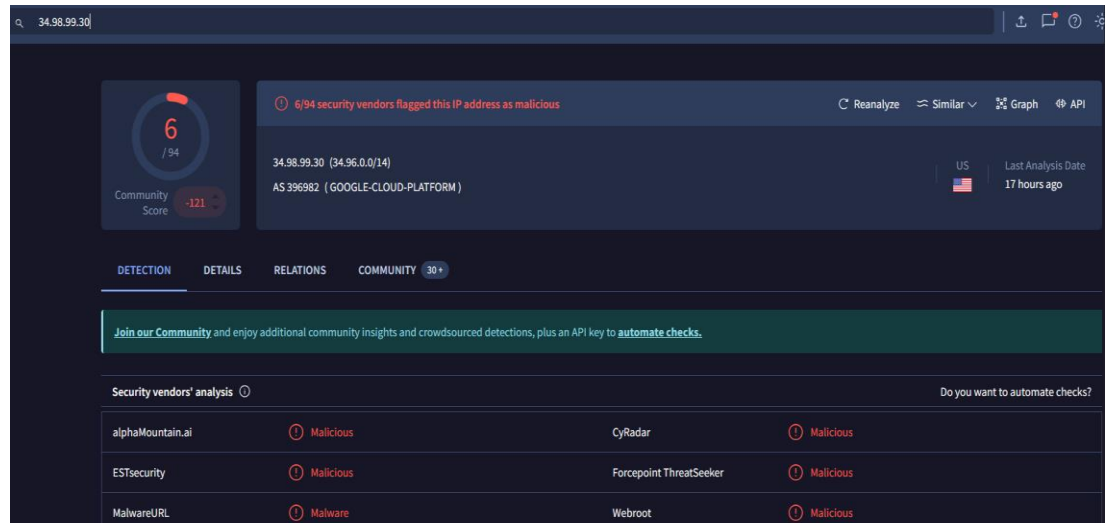 34.98.99.30
6
/ 94
Community Score
-121
6/94 security vendors flagged this IP address as malicious
Reanalyze Similar Graph API
34.98.99.30 (34.96.0.0/14)
AS 396982 ( GOOGLE-CLOUD-PLATFORM )
US
Last Analysis Date
17 hours ago
DETECTION DETAILS RELATIONS COMMUNITY 30+
Join our Community and enjoy additional community insights and crowdsourced detections, plus an API key to automate checks.
Security vendors' analysis Do you want to automate checks?
alphaMountain.ai Malicious CyRadar Malicious
ESTsecurity Malicious Forcepoint ThreatSeeker Malicious
MalwareURL Malware Webroot Malicious